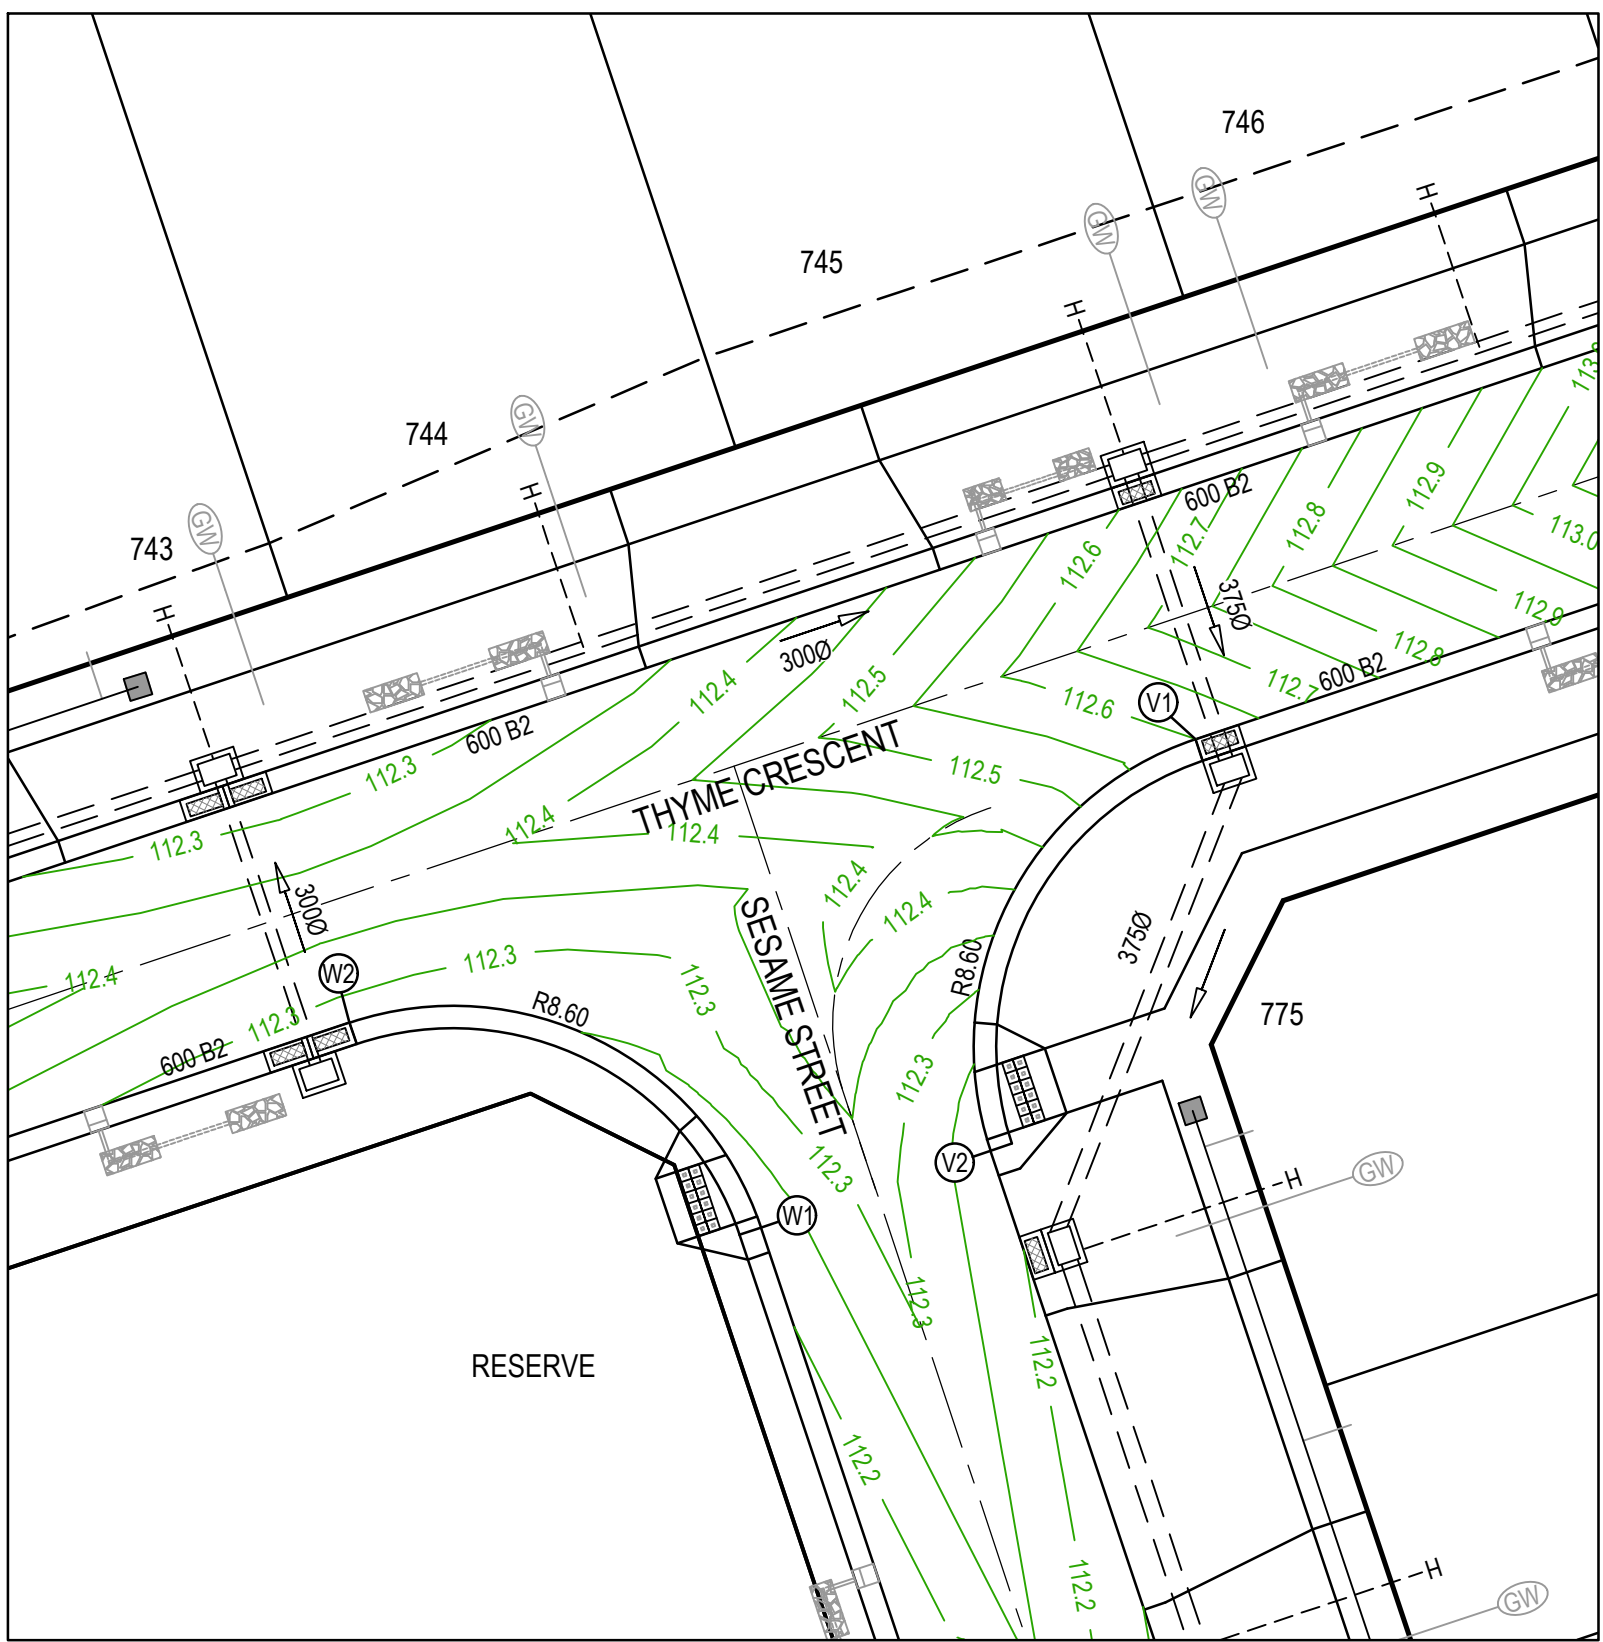 746
GW
GW
H
745
H
113.8
GW
744
112.9
600 B2
H
112.8
GW
743
112.7
113.0
112.6
375Ø
112.9
H
300Ø
112.8
112.4
112.5
600 B2
112.7
112.6
V1
600 B2
THYME CRESCENT
112.3
112.5
112.4
112.4
112.3
112.4
112.4
300Ø
375Ø
SESAME STREET
R8.60
112.3
112.4
W2
112.3
R8.60
775
112.3
600 B2
112.3
V2
112.3
GW
H
W1
112.3
RESERVE
112.2
112.2
H
112.2
GW